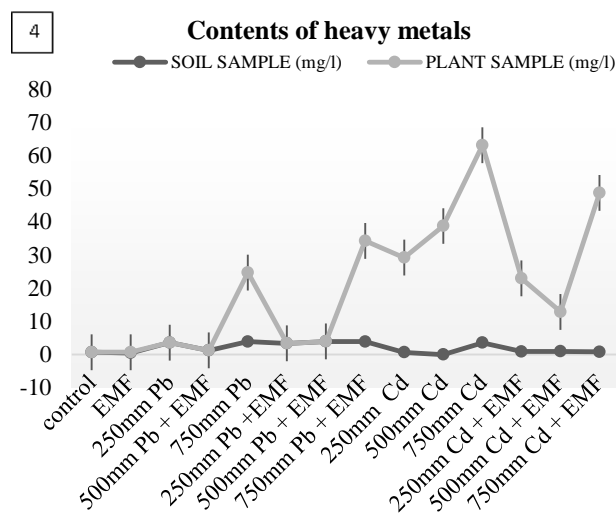 4
Contents of heavy metals
SOIL SAMPLE (mg/l)
PLANT SAMPLE (mg/l)
80
70
60
50
40
30
20
10
0
-10
control
EMF
250mm Pb
500mm Pb + EMF
750mm Pb
250mm Pb +EMF
500mm Pb + EMF
750mm Pb + EMF
250mm  Cd
500mm Cd
750mm Cd
250mm Cd + EMF
500mm Cd + EMF
750mm Cd + EMF